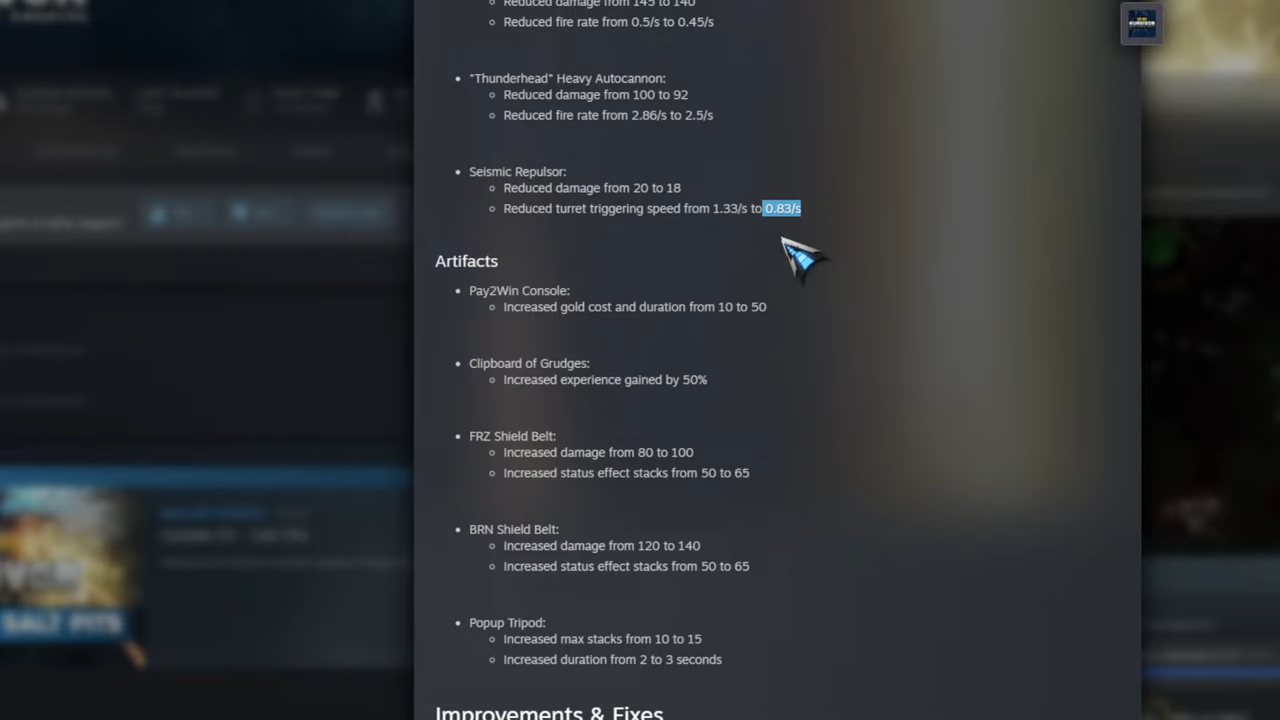 Reduced damage from 145 to 140
Reduced fire rate from 0.5/s to 0.45/s
"Thunderhead" Heavy Autocannon:
Reduced damage from 100 to 92
Reduced fire rate from 2.86/s to 2.5/s
Seismic Repulsor:
Reduced damage from 20 to 18
Reduced turret triggering speed from 1.33/s to 0.83/s
Artifacts
Pay2Win Console:
Increased gold cost and duration from 10 to 50
Clipboard of Grudges:
Increased experience gained by 50%
FRZ Shield Belt:
Increased damage from 80 to 100
Increased status effect stacks from 50 to 65
BRN Shield Belt:
Increased damage from 120 to 140
Increased status effect stacks from 50 to 65
Popup Tripod:
Increased max stacks from 10 to 15
Increased duration from 2 to 3 seconds
Improvements & Fixes
SALT PITS